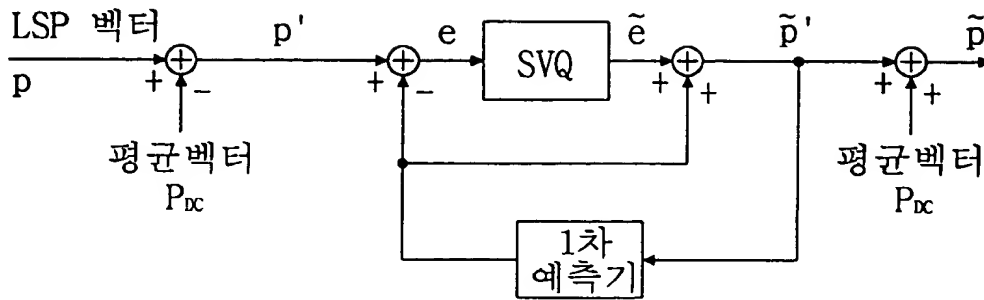 LSP 벡터
p
+
-
평균벡터
P_DC
p'
+
-
e
SVQ
ẽ
+
+
p̃'
1차
예측기
+
+
p̃
평균벡터
P_DC